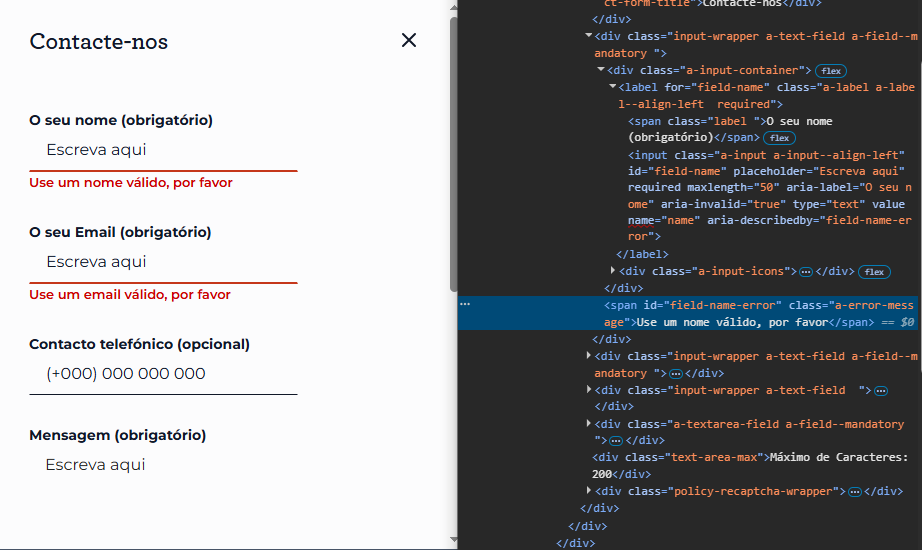 Contacte-nos
O seu nome (obrigatório)
Escreva aqui
Use um nome válido, por favor
O seu Email (obrigatório)
Escreva aqui
Use um email válido, por favor
Contacto telefónico (opcional)
(+000) 000 000 000
Mensagem (obrigatório)
Escreva aqui
ct-form-title">Contacte-nos</div>
</div>
<div class="input-wrapper a-text-field a-field--m
andatory ">
<div class="a-input-container"> flex
<label for="field-name" class="a-label a-labe
l--align-left  required">
<span class="label ">O seu nome
(obrigatório)</span> flex
<input class="a-input a-input--align-left"
id="field-name" placeholder="Escreva aqui"
required maxlength="50" aria-label="O seu n
ome" aria-invalid="true" type="text" value
name="name" aria-describedby="field-name-er
ror">
</label>
<div class="a-input-icons"> ⋯ </div> flex
</div>
⋯ <span id="field-name-error" class="a-error-mess
age">Use um nome válido, por favor</span> == $0
</div>
<div class="input-wrapper a-text-field a-field--m
andatory "> ⋯ </div>
<div class="input-wrapper a-text-field  "> ⋯
</div>
<div class="a-textarea-field a-field--mandatory
"> ⋯ </div>
<div class="text-area-max">Máximo de Caracteres:
200</div>
<div class="policy-recaptcha-wrapper"> ⋯ </div>
</div>
</div>
</div>